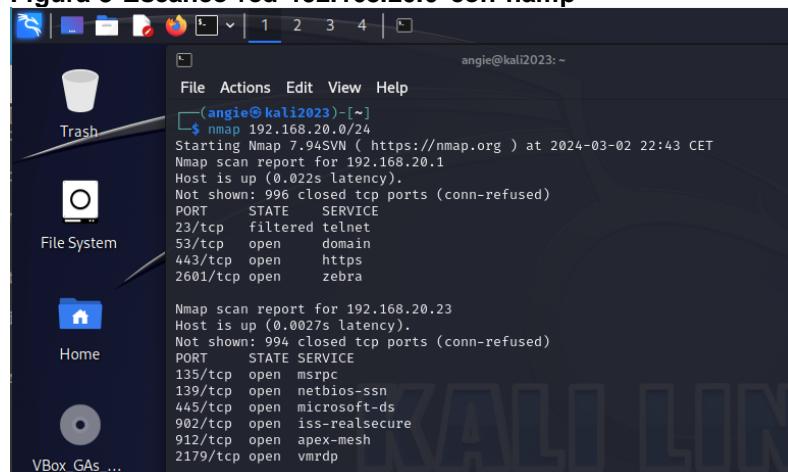 Figura 3 Escaneo red 192.168.20.0 con nmap
1 2 3 4
angie@kali2023: ~
File Actions Edit View Help
(angie㉿kali2023)-[~]
$ nmap 192.168.20.0/24
Starting Nmap 7.94SVN ( https://nmap.org ) at 2024-03-02 22:43 CET
Nmap scan report for 192.168.20.1
Host is up (0.022s latency).
Not shown: 996 closed tcp ports (conn-refused)
PORT STATE SERVICE
23/tcp filtered telnet
53/tcp open domain
443/tcp open https
2601/tcp open zebra
Nmap scan report for 192.168.20.23
Host is up (0.0027s latency).
Not shown: 994 closed tcp ports (conn-refused)
PORT STATE SERVICE
135/tcp open msrpc
139/tcp open netbios-ssn
445/tcp open microsoft-ds
902/tcp open iss-realsecure
912/tcp open apex-mesh
2179/tcp open vmrdp
Trash
File System
Home
VBox_GAs_...
KALI LIN